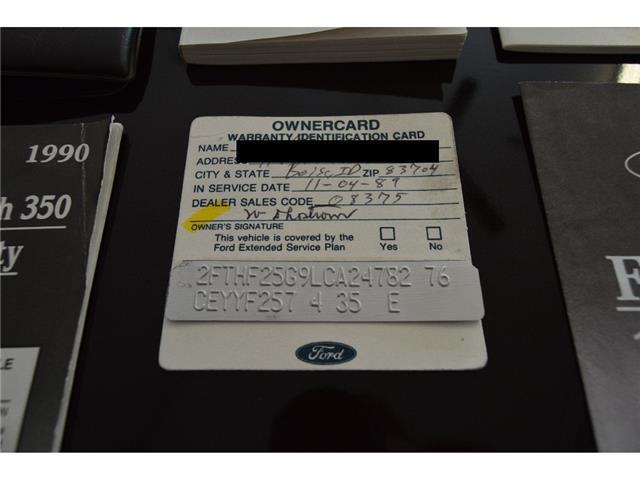 OWNERCARD
WARRANTY IDENTIFICATION CARD
NAME
ADDRESS
CITY & STATE Boise ID ZIP 83704
IN SERVICE DATE 11-04-89
DEALER SALES CODE 08375
OWNER'S SIGNATURE
This vehicle is covered by the
Ford Extended Service Plan
Yes No
2FTHF25G9LCA24782 76
CEYYF257 4 35 E
Ford
1990
h 350
ty
LE
E